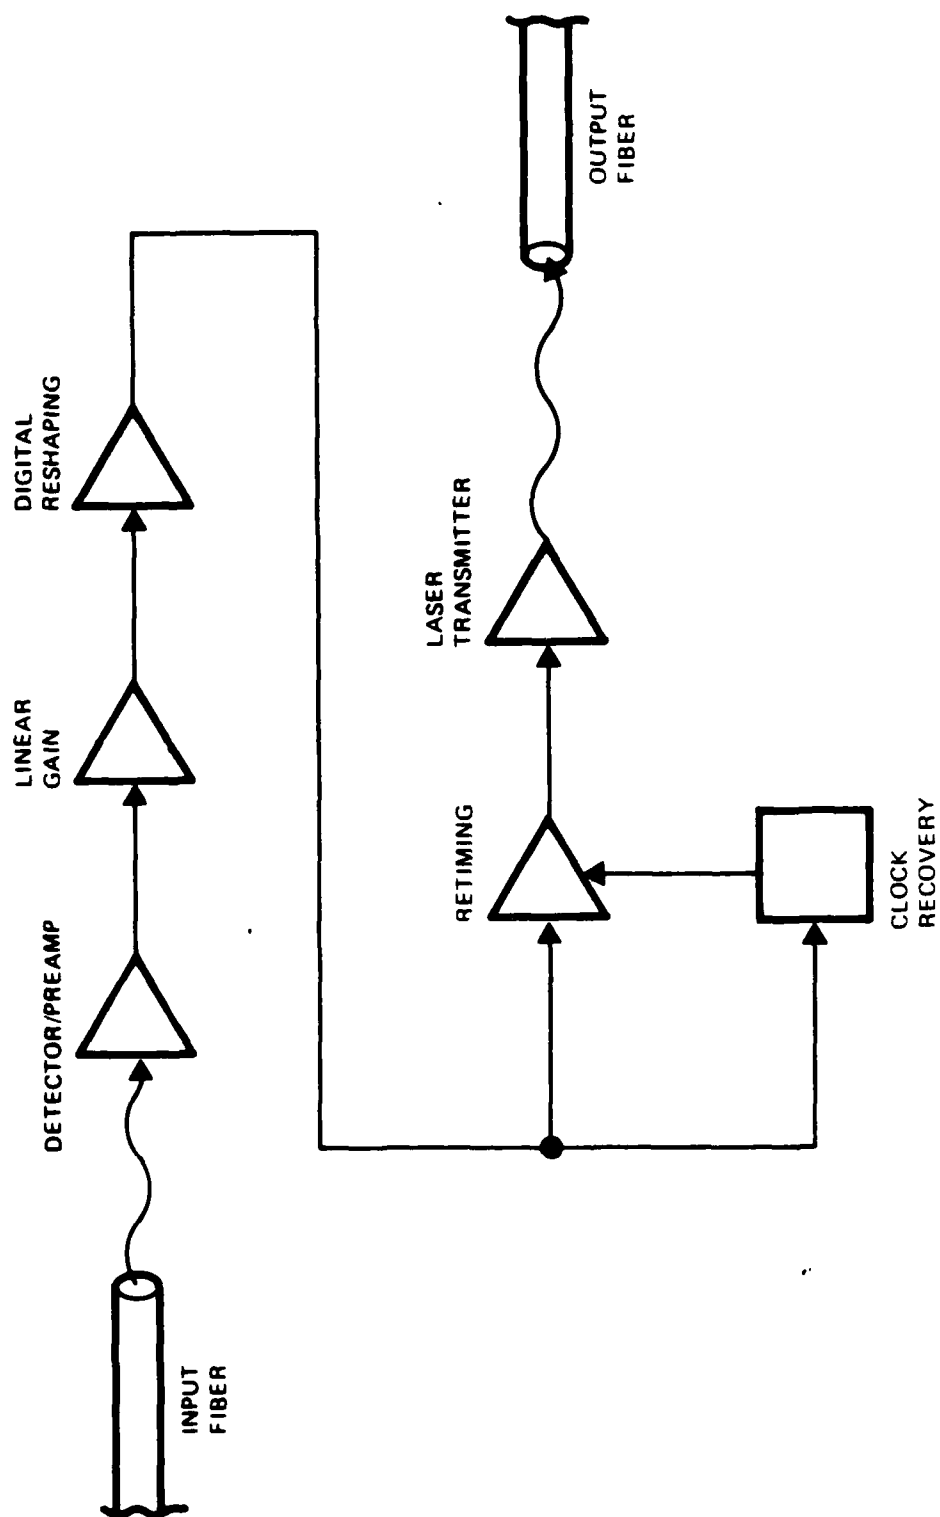 INPUT
FIBER
DETECTOR/PREAMP
LINEAR
GAIN
DIGITAL
RESHAPING
RETIMING
CLOCK
RECOVERY
LASER
TRANSMITTER
OUTPUT
FIBER